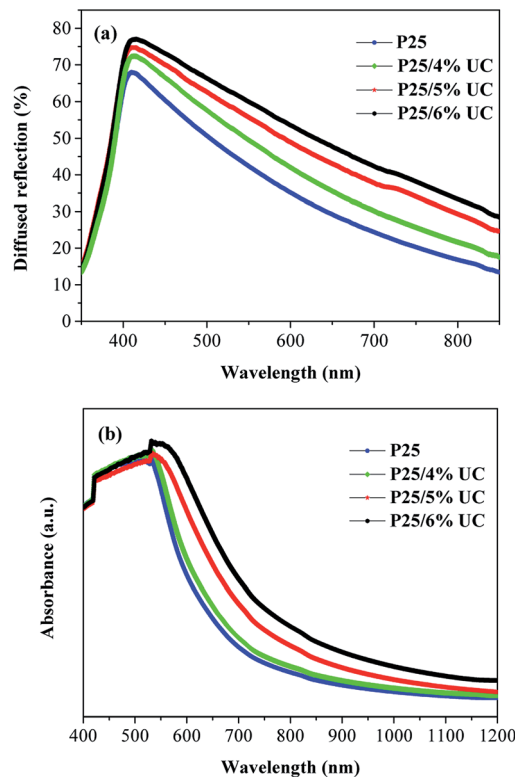 80
(a)
P25
70
P25/4% UC
60
P25/5% UC
50
P25/6% UC
40
30
20
10
0
Diffused reflection (%)
400 500 600 700 800
Wavelength (nm)
(b)
P25
P25/4% UC
P25/5% UC
P25/6% UC
Absorbance (a.u.)
400 500 600 700 800 900 1000 1100 1200
Wavelength (nm)